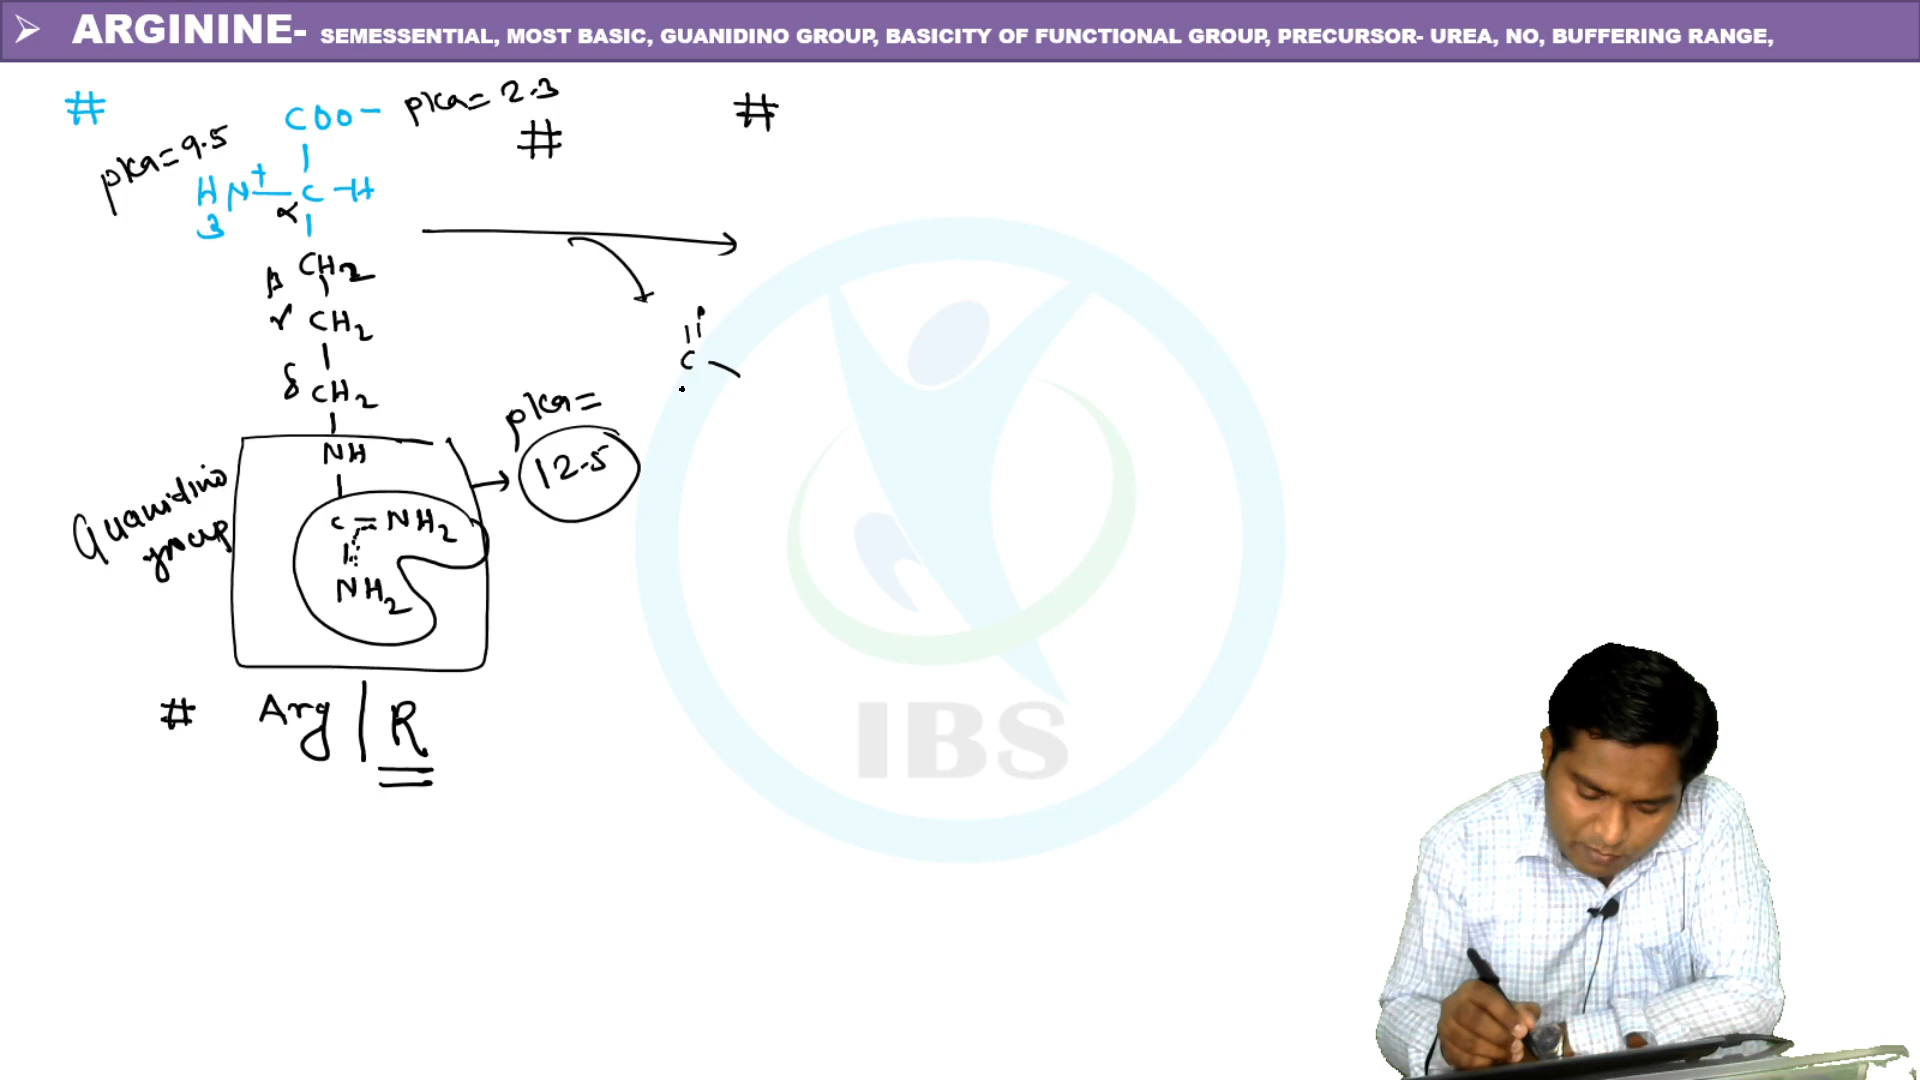 ARGININE- SEMESSENTIAL, MOST BASIC, GUANIDINO GROUP, BASICITY OF FUNCTIONAL GROUP, PRECURSOR- UREA, NO, BUFFERING RANGE,
# COO- pka= 2.3 # #
pka= 9.5
H3N+ — C - H
α
β CH2
γ CH2
C
δ CH2
pka=
12.5
NH
Guanidino
group
C = NH2
NH2
# Arg | R
IBS